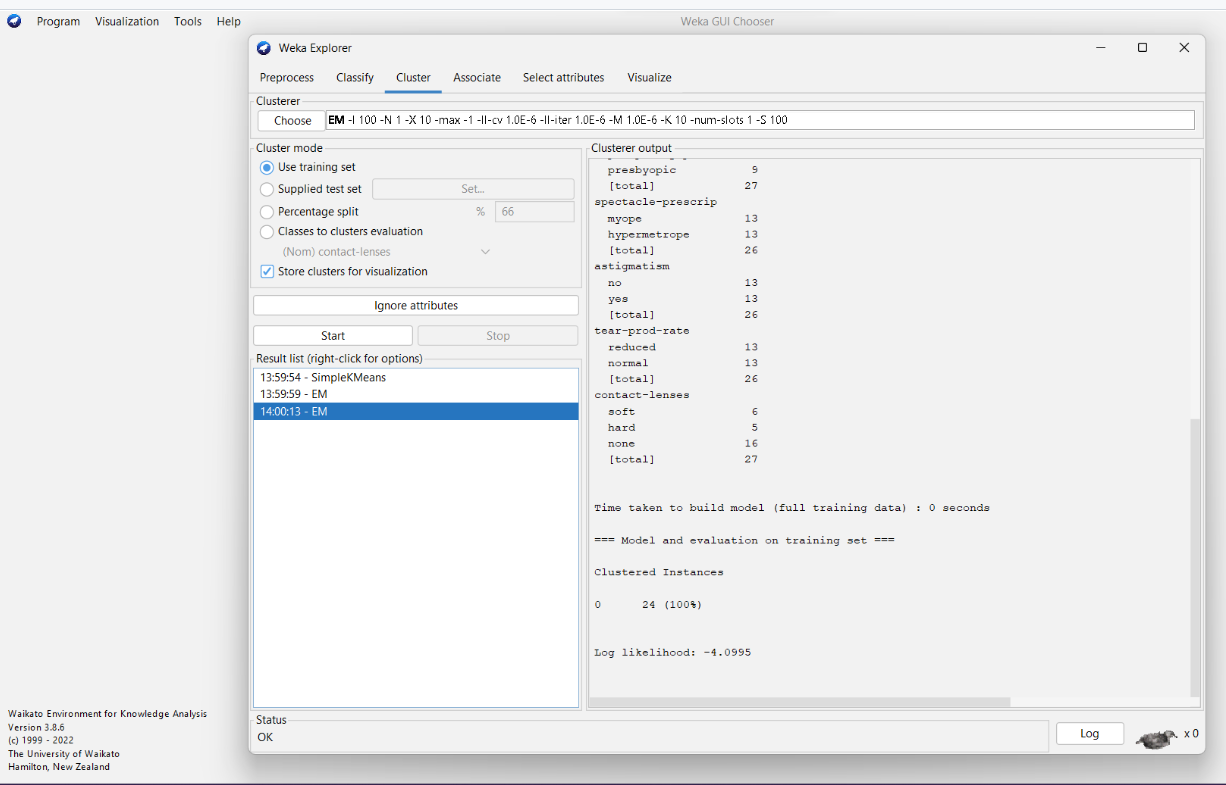 Program Visualization Tools Help
Weka GUI Chooser
Weka Explorer
Preprocess Classify Cluster Associate Select attributes Visualize
Clusterer
Choose EM -I 100 -N 1 -X 10 -max -1 -ll-cv 1.0E-6 -ll-iter 1.0E-6 -M 1.0E-6 -K 10 -num-slots 1 -S 100
Cluster mode
Use training set
Supplied test set Set...
Percentage split % 66
Classes to clusters evaluation
(Nom) contact-lenses
Store clusters for visualization
Ignore attributes
Start Stop
Result list (right-click for options)
13:59:54 - SimpleKMeans
13:59:59 - EM
14:00:13 - EM
Clusterer output
presbyopic 9
[total] 27
spectacle-prescrip
myope 13
hypermetrope 13
[total] 26
astigmatism
no 13
yes 13
[total] 26
tear-prod-rate
reduced 13
normal 13
[total] 26
contact-lenses
soft 6
hard 5
none 16
[total] 27
Time taken to build model (full training data) : 0 seconds
=== Model and evaluation on training set ===
Clustered Instances
0 24 (100%)
Log likelihood: -4.0995
Status
OK
Log x 0
Waikato Environment for Knowledge Analysis
Version 3.8.6
(c) 1999 - 2022
The University of Waikato
Hamilton, New Zealand